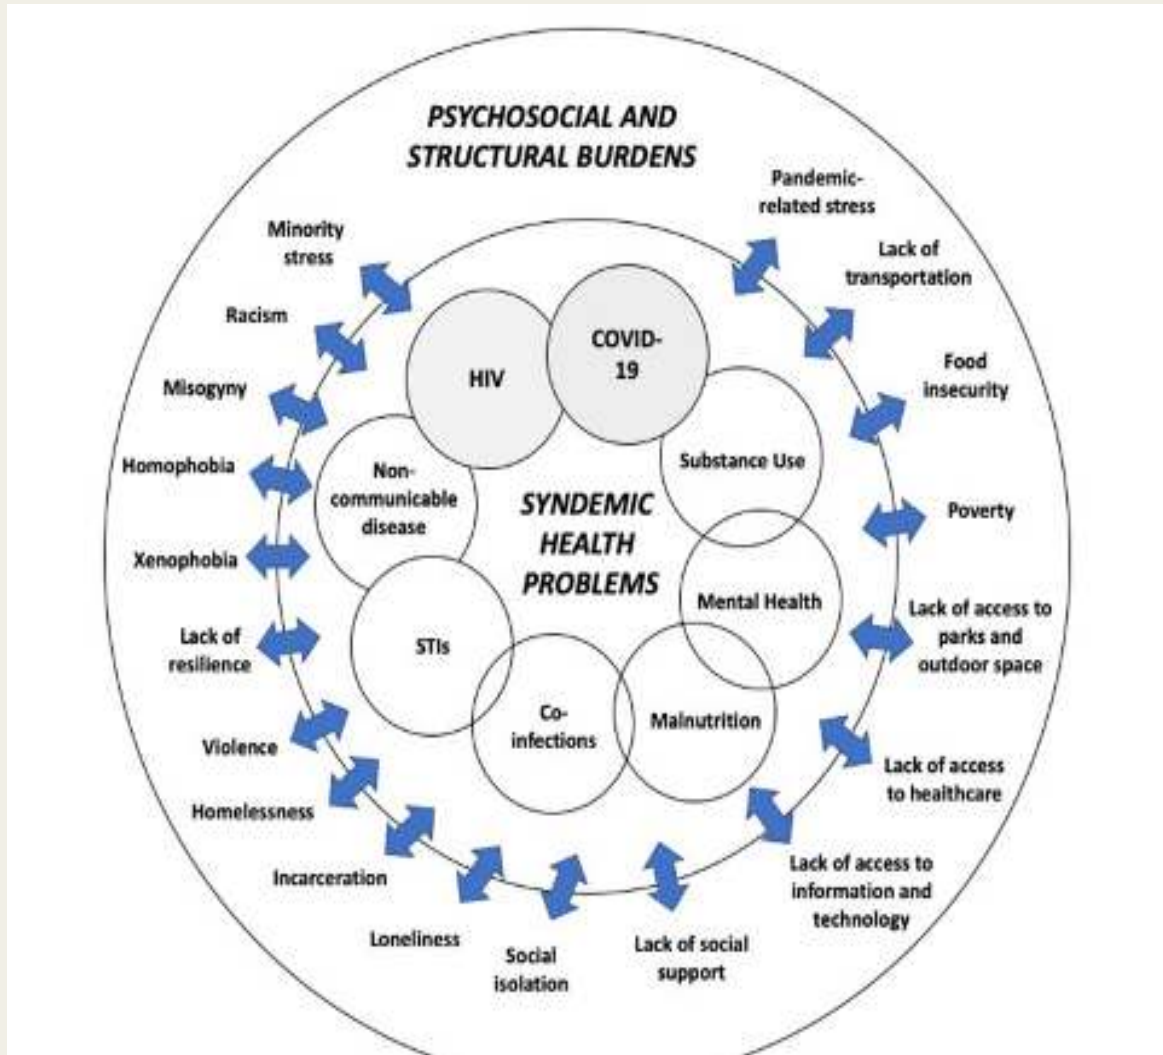 PSYCHOSOCIAL AND
STRUCTURAL BURDENS
Pandemic-
related stress
Lack of
transportation
Food
insecurity
Poverty
Lack of access to
parks and
outdoor space
Lack of access
to healthcare
Lack of access to
information and
technology
Lack of social
support
Social
isolation
Loneliness
Incarceration
Homelessness
Violence
Lack of
resilience
Xenophobia
Homophobia
Misogyny
Racism
Minority
stress
SYNDEMIC
HEALTH
PROBLEMS
HIV
COVID-
19
Substance Use
Mental Health
Malnutrition
Co-
infections
STIs
Non-
communicable
disease